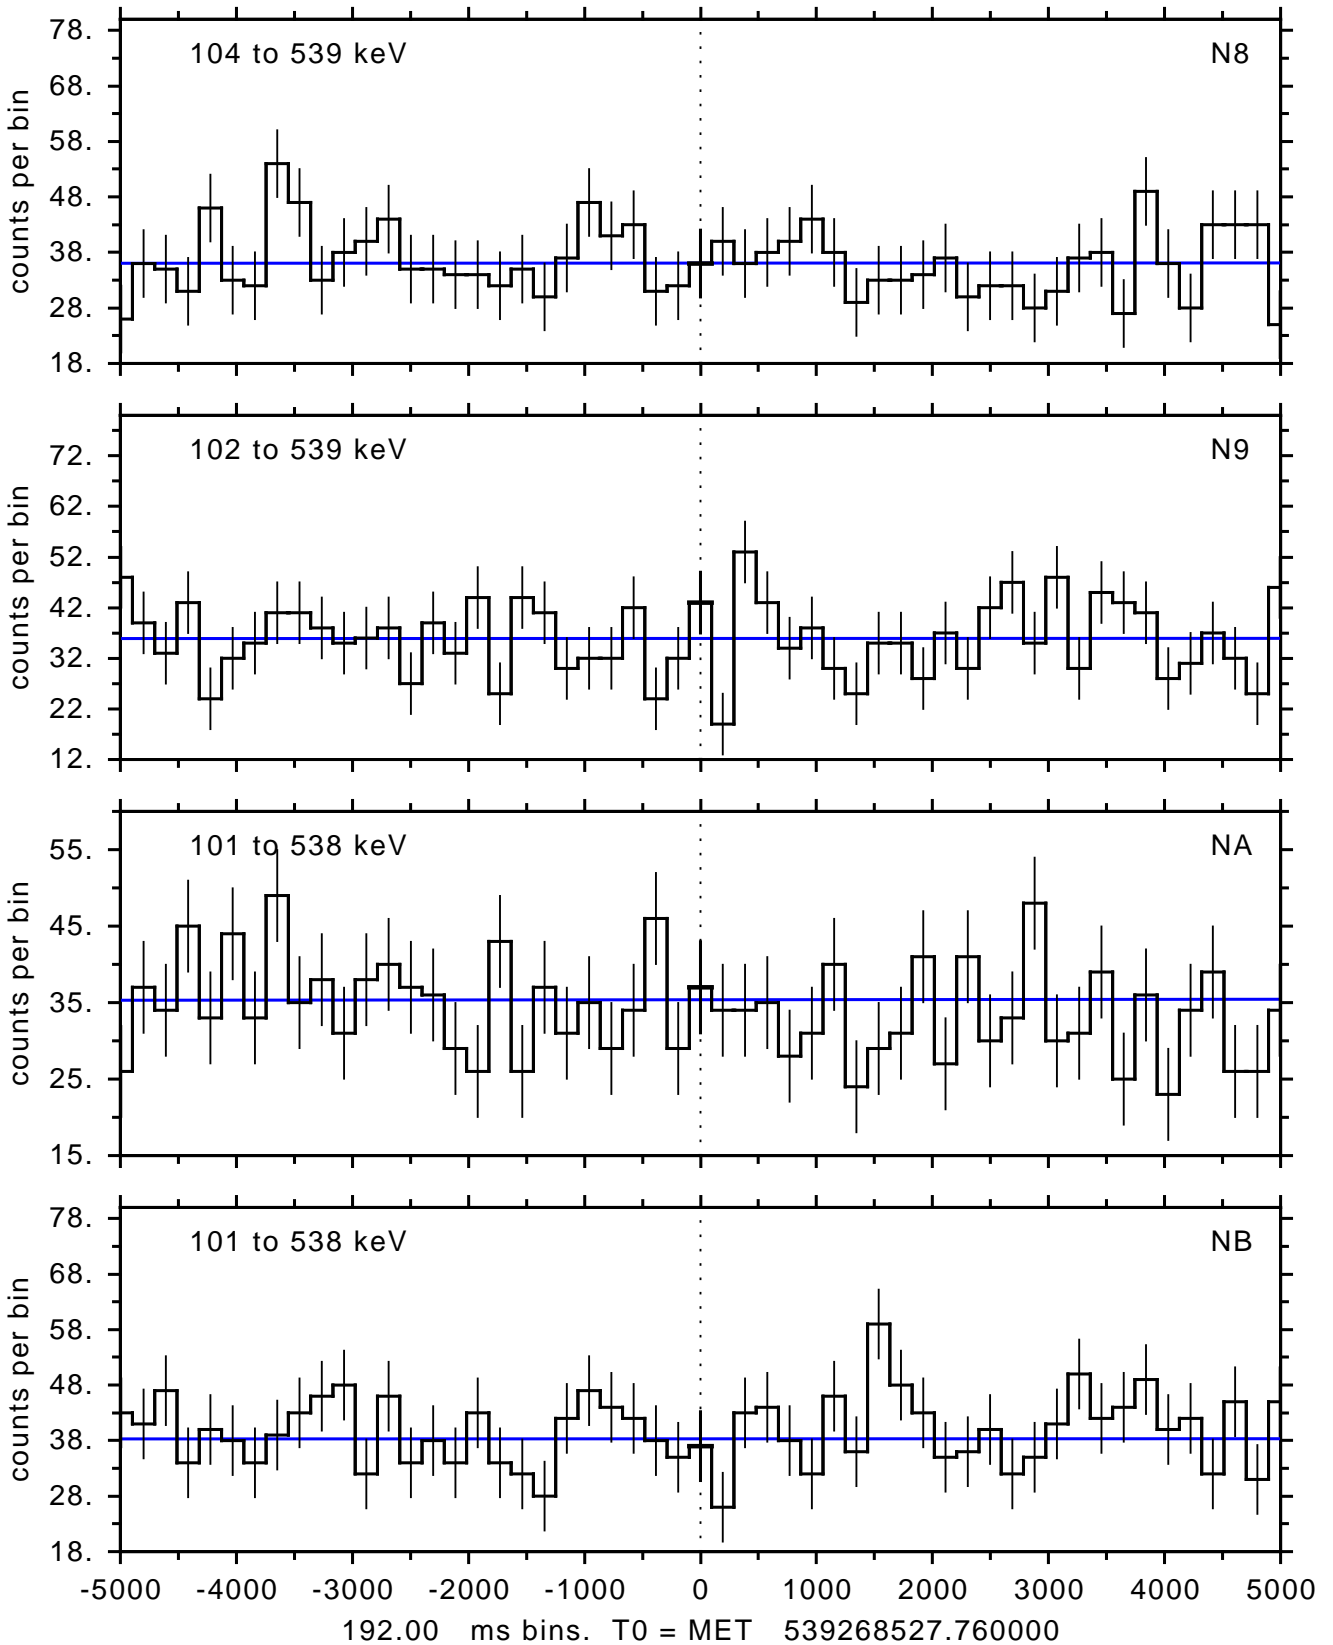 78.
104 to 539 keV N8
68.
58.
48.
38.
28.
18.
counts per bin
102 to 539 keV N9
72.
62.
52.
42.
32.
22.
12.
counts per bin
101 to 538 keV NA
55.
45.
35.
25.
15.
counts per bin
78.
101 to 538 keV NB
68.
58.
48.
38.
28.
18.
counts per bin
-5000 -4000 -3000 -2000 -1000 0 1000 2000 3000 4000 5000
192.00 ms bins. T0 = MET 539268527.760000